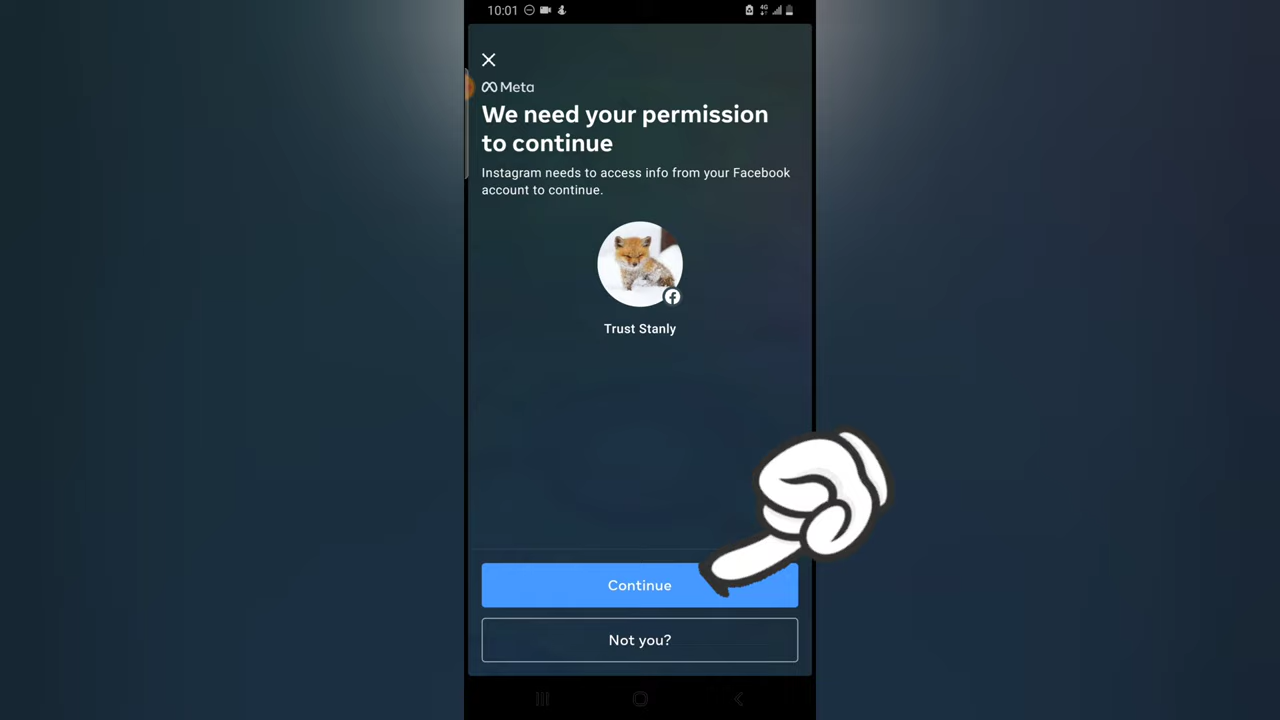 10:01
4G
Meta
We need your permission
to continue
Instagram needs to access info from your Facebook
account to continue.
Trust Stanly
Continue
Not you?